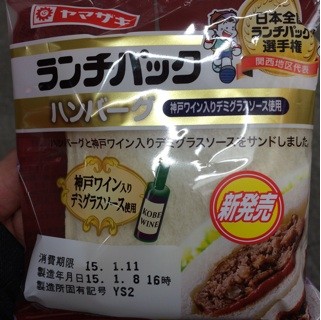 ヤマザキ
日本全国
ランチパック
選手権
関西地区代表
ランチパック
ハンバーグ
神戸ワイン入りデミグラスソース使用
バーグと神戸ワイン入りデミグラスソースをサンドしました
神戸ワイン入り
デミグラスソース使用
KOBE
WINE
新発売
消費期限 15. 1.11
製造年月日15. 1. 8 16時
製造所固有記号 YS2